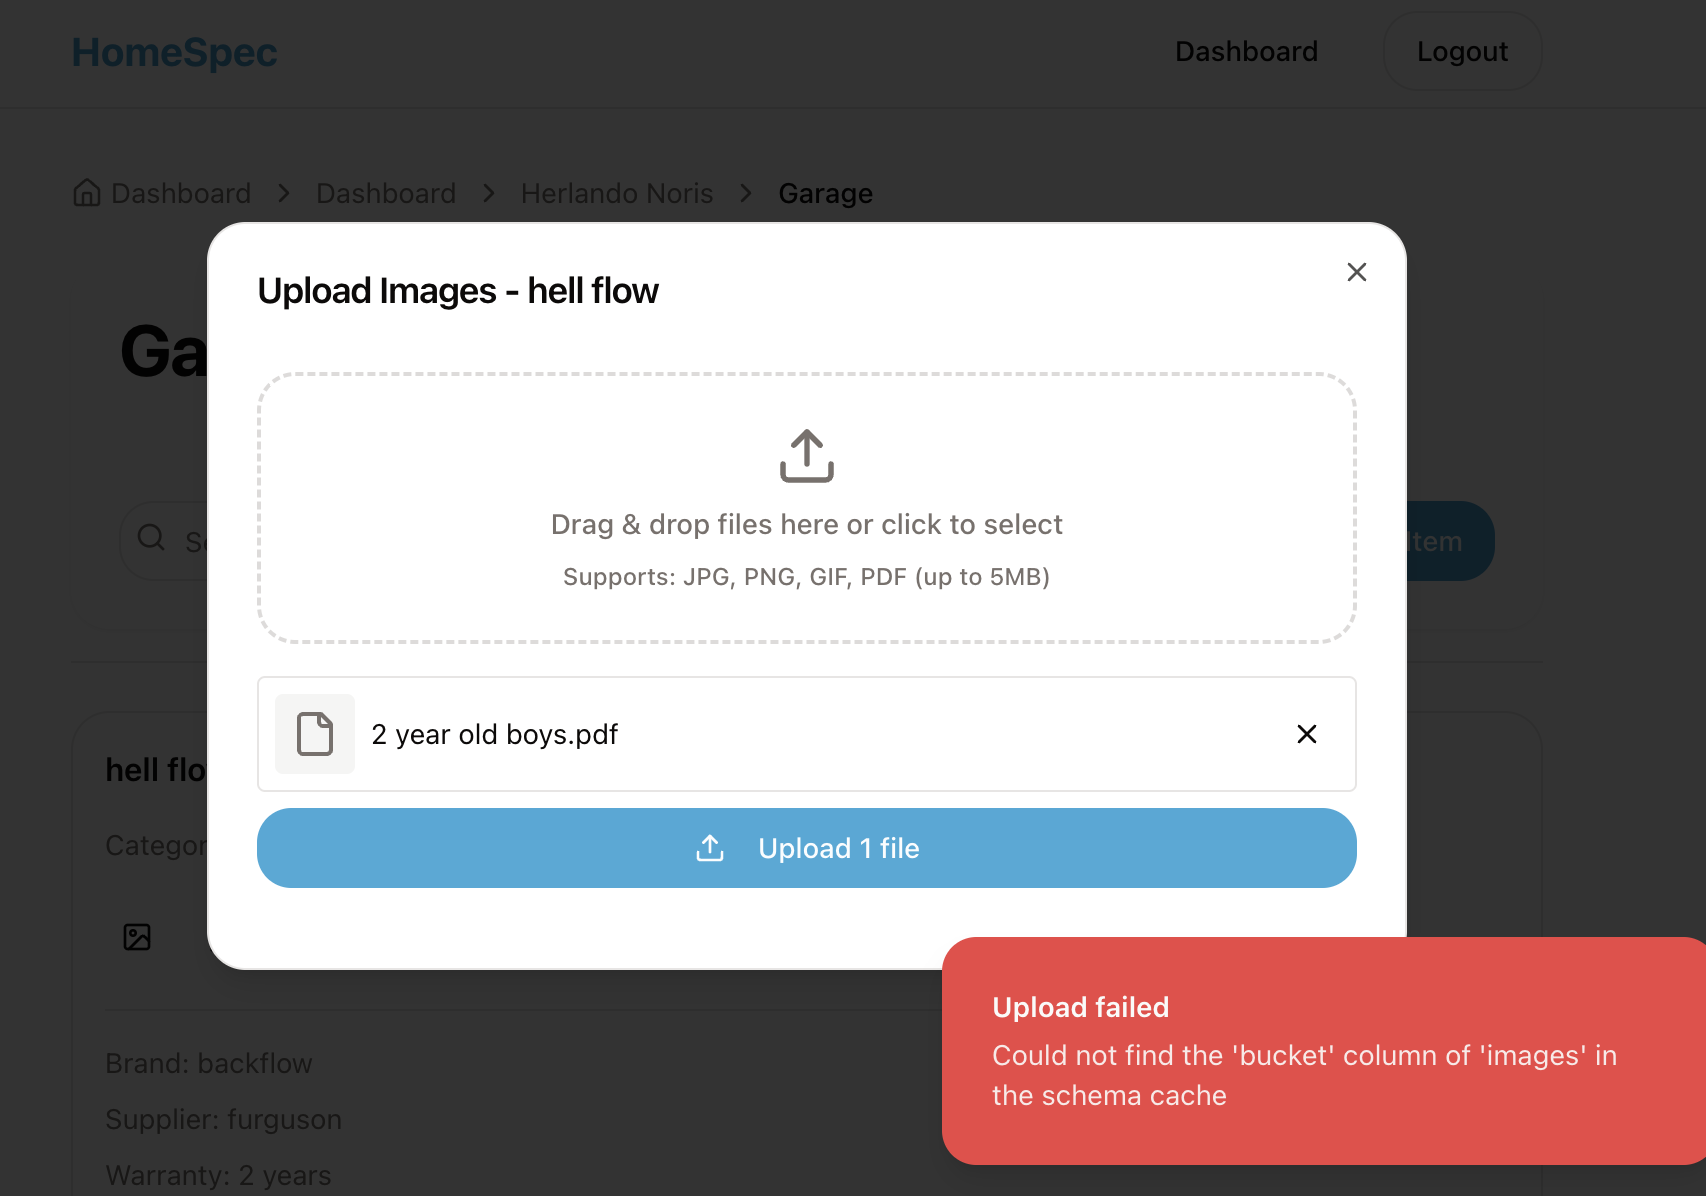 HomeSpec
Dashboard
Logout
Dashboard > Dashboard > Herlando Noris > Garage
Ga
Upload Images - hell flow
Drag & drop files here or click to select
Supports: JPG, PNG, GIF, PDF (up to 5MB)
Item
2 year old boys.pdf
Upload 1 file
hell flo
Categor
Brand: backflow
Supplier: furguson
Warranty: 2 years
Upload failed
Could not find the 'bucket' column of 'images' in
the schema cache